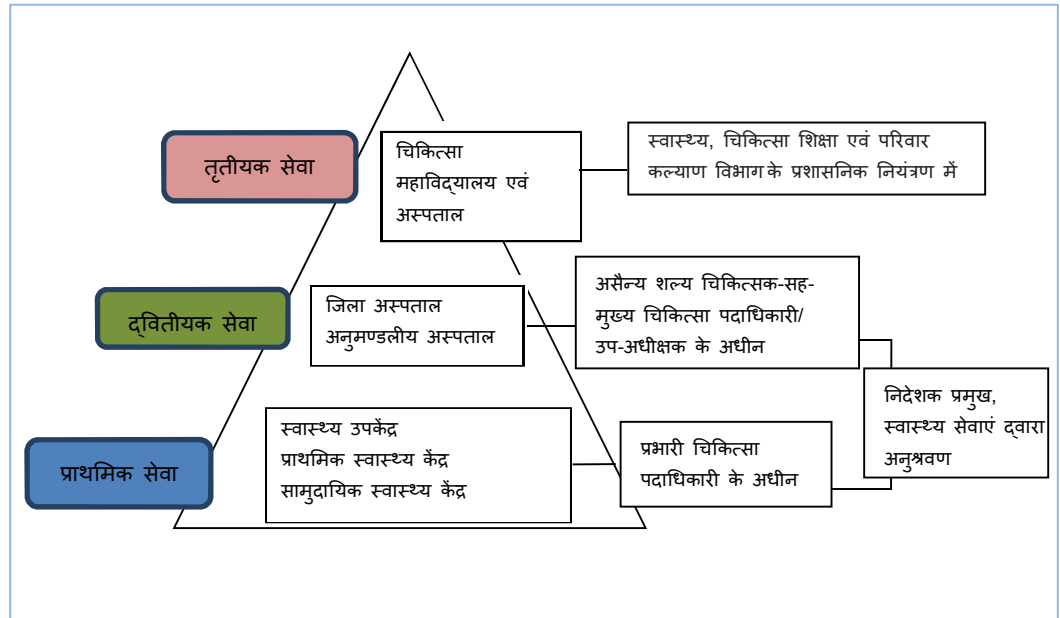 तृतीयक सेवा
चिकित्सा
महाविद्यालय एवं
अस्पताल
स्वास्थ्य, चिकित्सा शिक्षा एवं परिवार
कल्याण विभाग के प्रशासनिक नियंत्रण में
द्वितीयक सेवा
जिला अस्पताल
अनुमण्डलीय अस्पताल
असैन्य शल्य चिकित्सक-सह-
मुख्य चिकित्सा पदाधिकारी/
उप-अधीक्षक के अधीन
निदेशक प्रमुख,
स्वास्थ्य सेवाएं द्वारा
अनुश्रवण
प्राथमिक सेवा
स्वास्थ्य उपकेंद्र
प्राथमिक स्वास्थ्य केंद्र
सामुदायिक स्वास्थ्य केंद्र
प्रभारी चिकित्सा
पदाधिकारी के अधीन